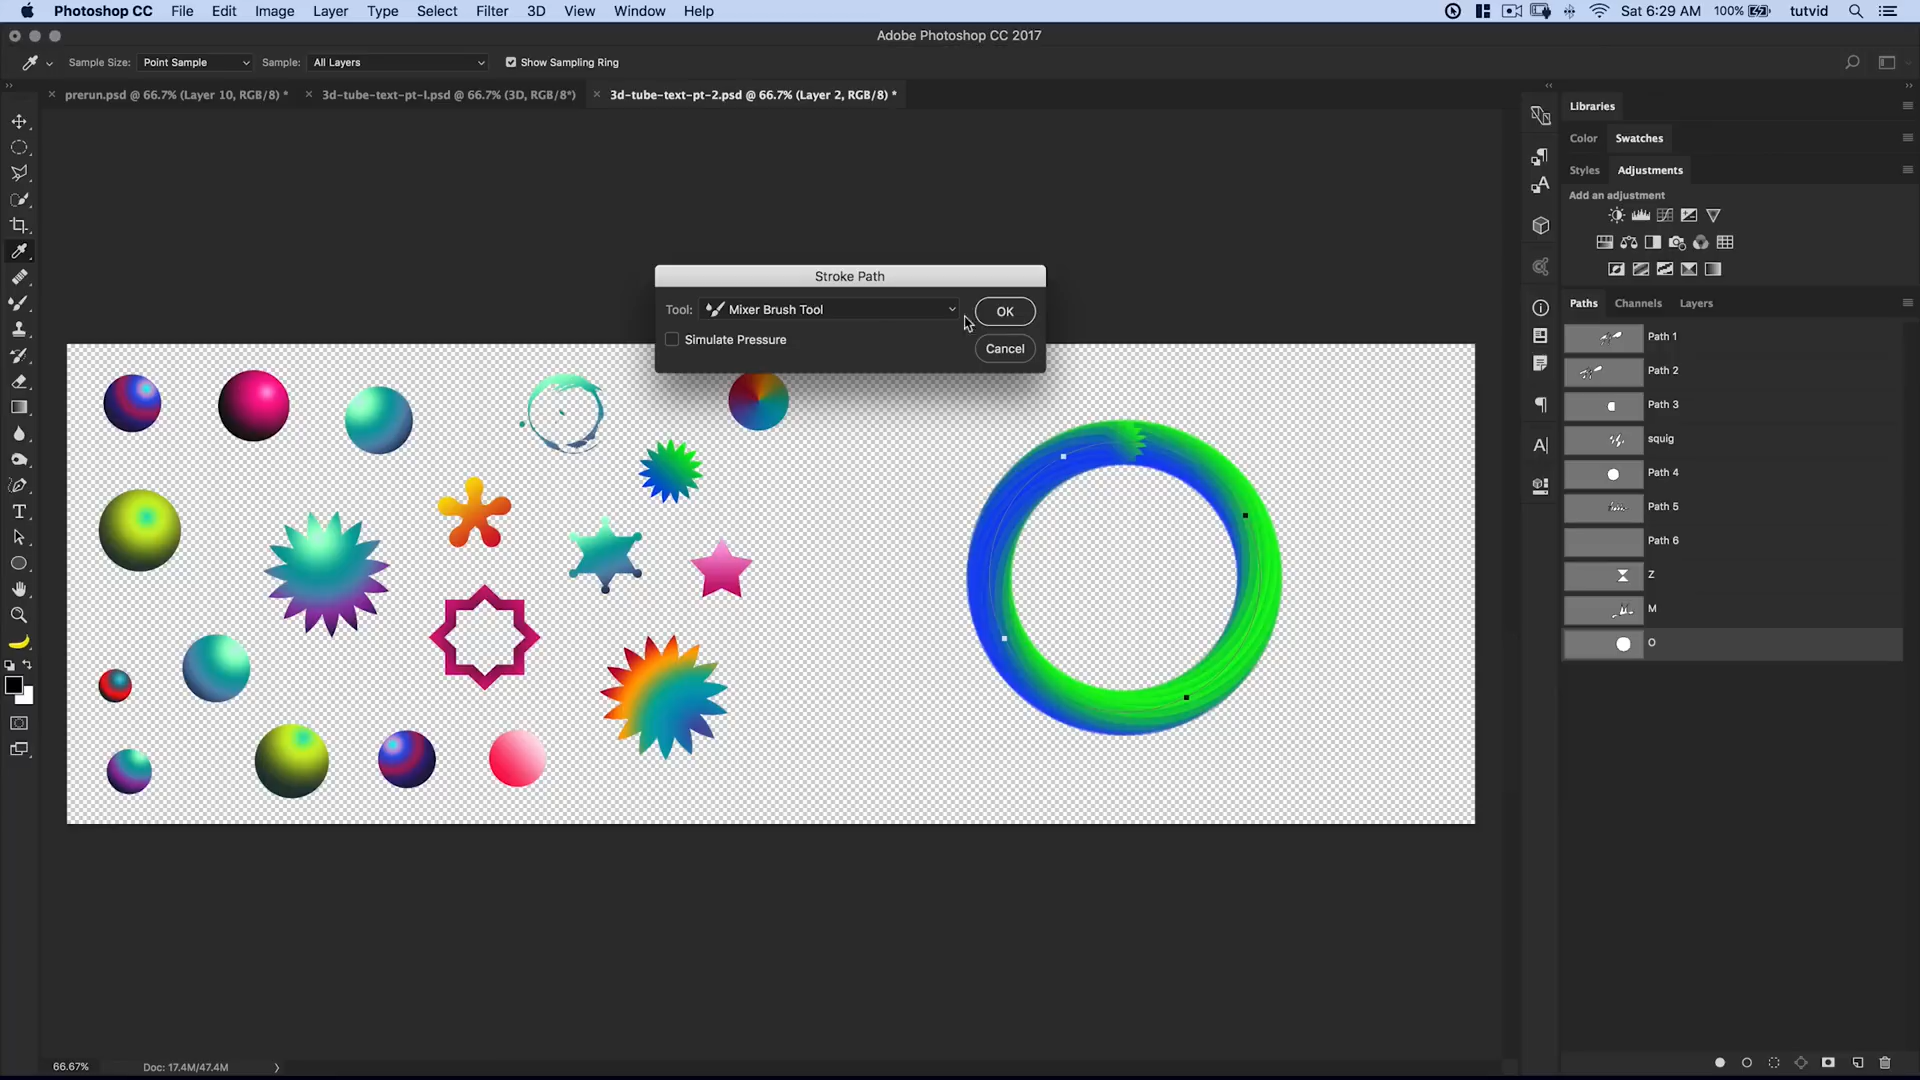 Photoshop CC File Edit Image Layer Type Select Filter 3D View Window Help
Sat 6:29 AM 100% tutvid
Adobe Photoshop CC 2017
Sample Size: Point Sample Sample: All Layers Show Sampling Ring
prerun.psd @ 66.7% (Layer 10, RGB/8) *
3d-tube-text-pt-1.psd @ 66.7% (3D, RGB/8*)
3d-tube-text-pt-2.psd @ 66.7% (Layer 2, RGB/8) *
Stroke Path
Tool: Mixer Brush Tool
OK
Simulate Pressure
Cancel
Libraries
Color Swatches
Styles Adjustments
Add an adjustment
Paths Channels Layers
Path 1
Path 2
Path 3
squig
Path 4
Path 5
Path 6
Z
M
O
66.67% Doc: 17.4M/47.4M